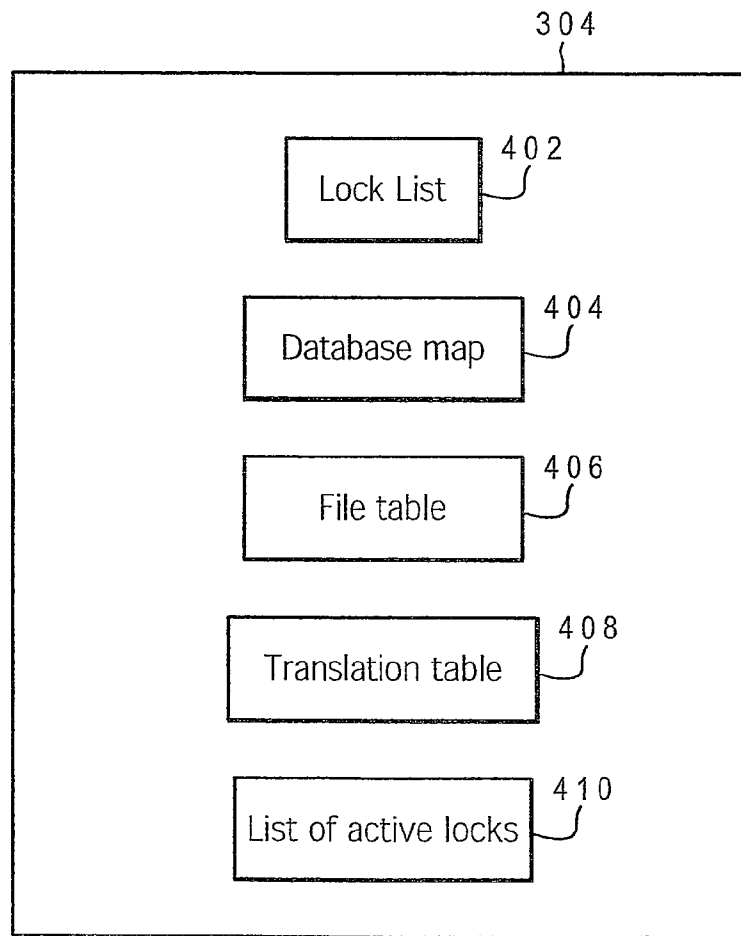 304
402
Lock List
404
Database map
406
File table
408
Translation table
410
List of active locks